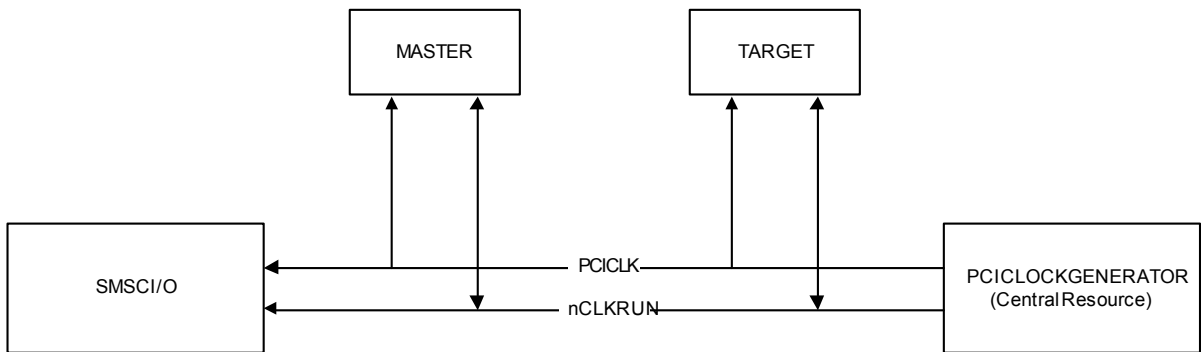 MASTER
TARGET
SMSCI/O
PCICLK
nCLKRUN
PCICLOCKGENERATOR
(CentralResource)